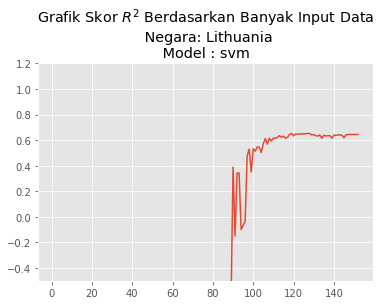 Grafik Skor R² Berdasarkan Banyak Input Data
Negara: Lithuania
Model : svm
1.2
1.0
0.8
0.6
0.4
0.2
0.0
−0.2
−0.4
0 20 40 60 80 100 120 140